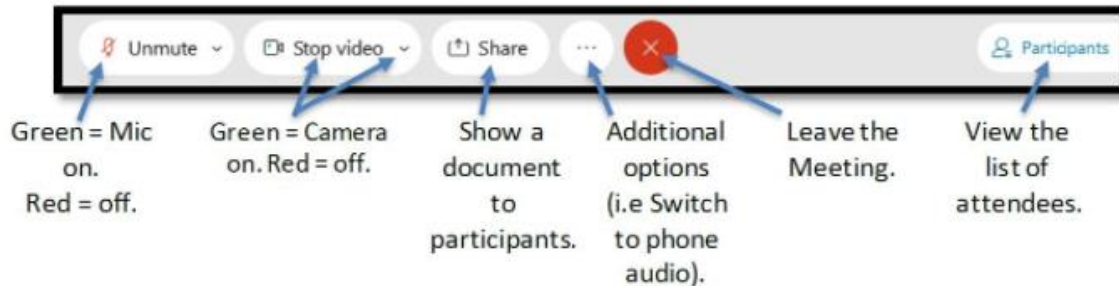 Unmute
Stop video
Share
Participants
Green = Mic
on.
Red = off.
Green = Camera
on. Red = off.
Show a
document
to
participants.
Additional
options
(i.e Switch
to phone
audio).
Leave the
Meeting.
View the
list of
attendees.